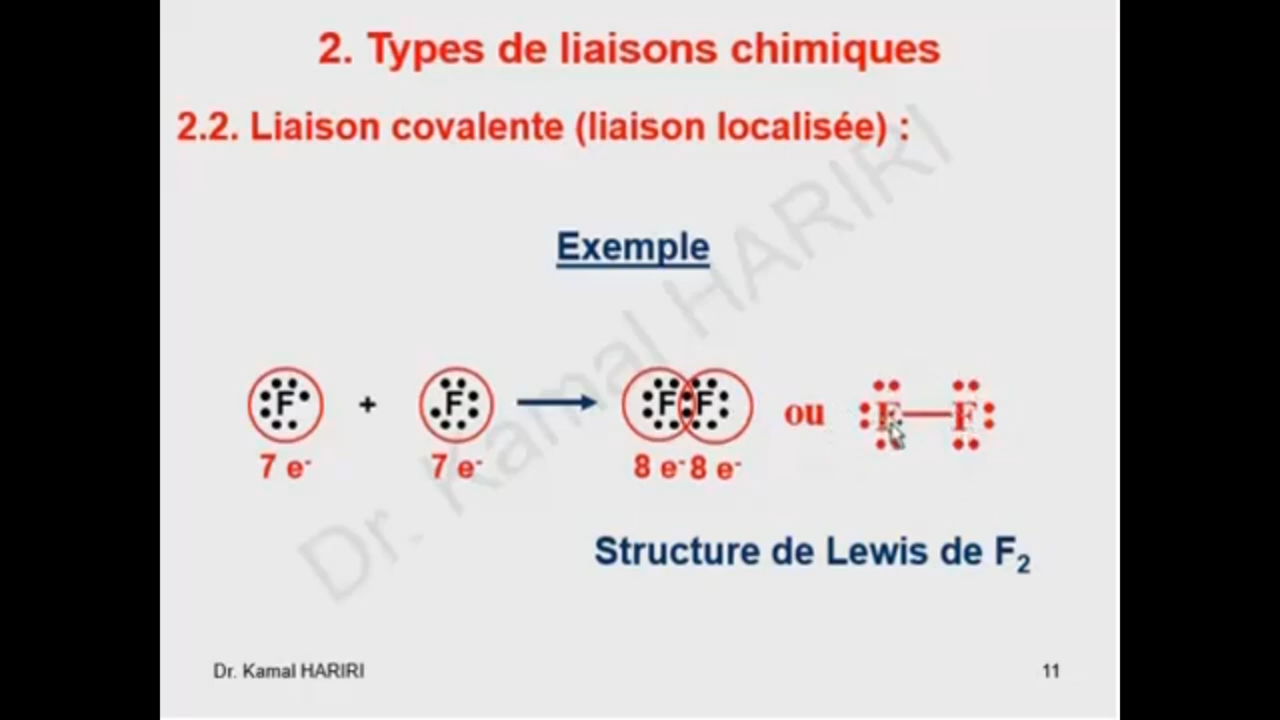 2. Types de liaisons chimiques
2.2. Liaison covalente (liaison localisée) :
Exemple
F + F → F F ou F—F
7 e⁻ 7 e⁻ 8 e⁻ 8 e⁻
Structure de Lewis de F₂
Dr. Kamal HARIRI
Dr. Kamal HARIRI 11